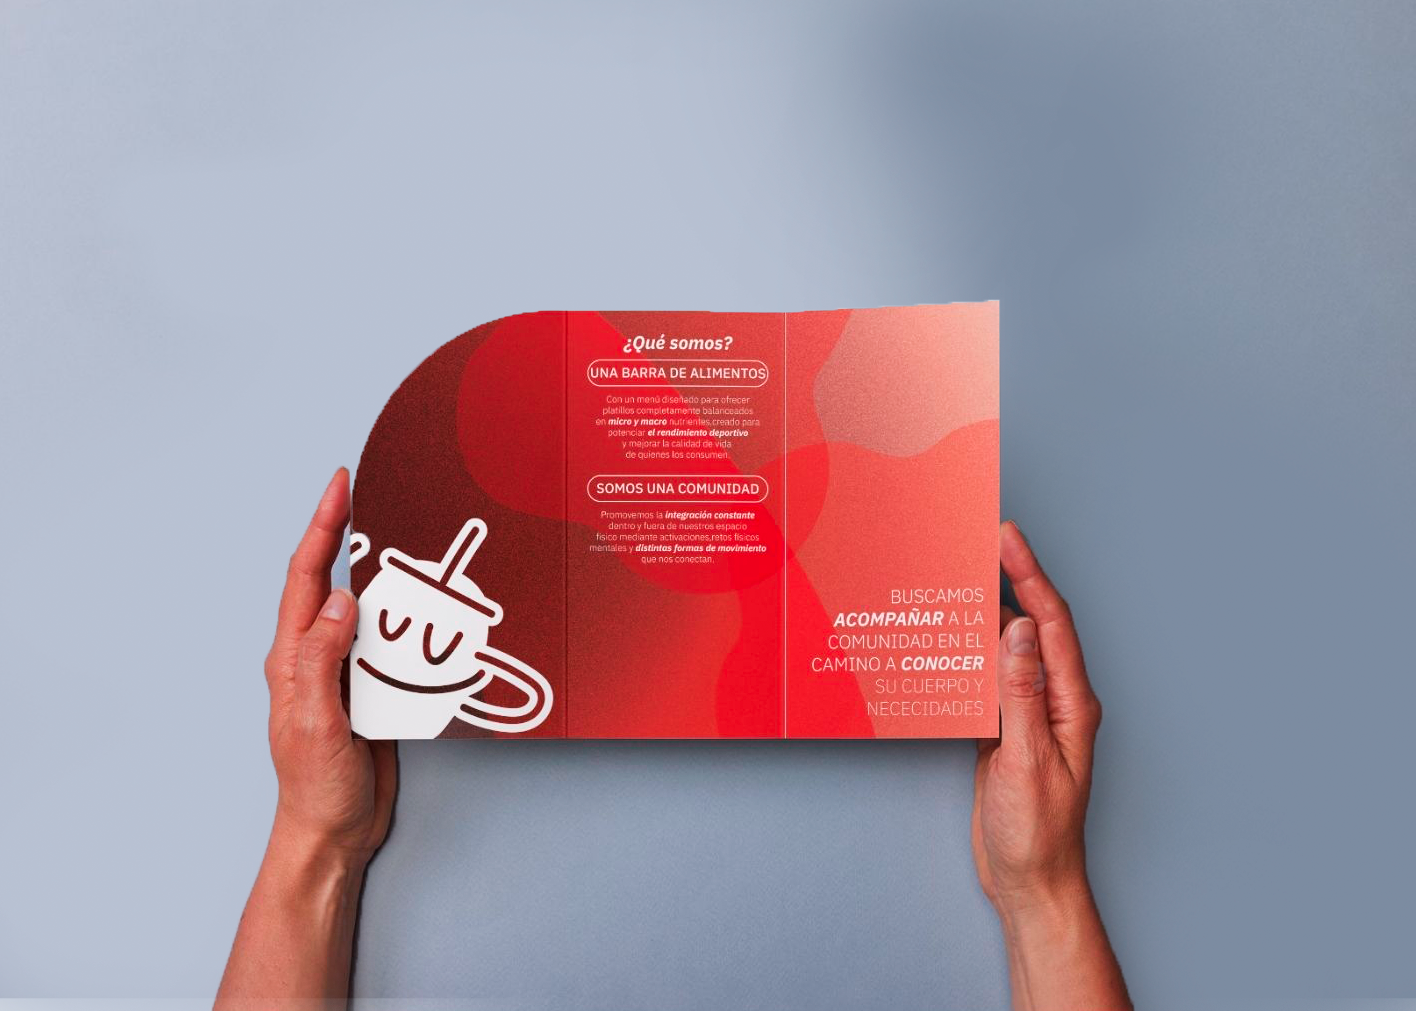 ¿Qué somos?
UNA BARRA DE ALIMENTOS
Con un menú diseñado para ofrecer
platillos completamente balanceados
en micro y macro nutrientes,creado para
potenciar el rendimiento deportivo
y mejorar la calidad de vida
de quienes los consumen.
SOMOS UNA COMUNIDAD
Promovemos la integración constante
dentro y fuera de nuestros espacio
físico mediante activaciones,retos físicos
mentales y distintas formas de movimiento
que nos conectan.
BUSCAMOS
ACOMPAÑAR A LA
COMUNIDAD EN EL
CAMINO A CONOCER
SU CUERPO Y
NECECIDADES